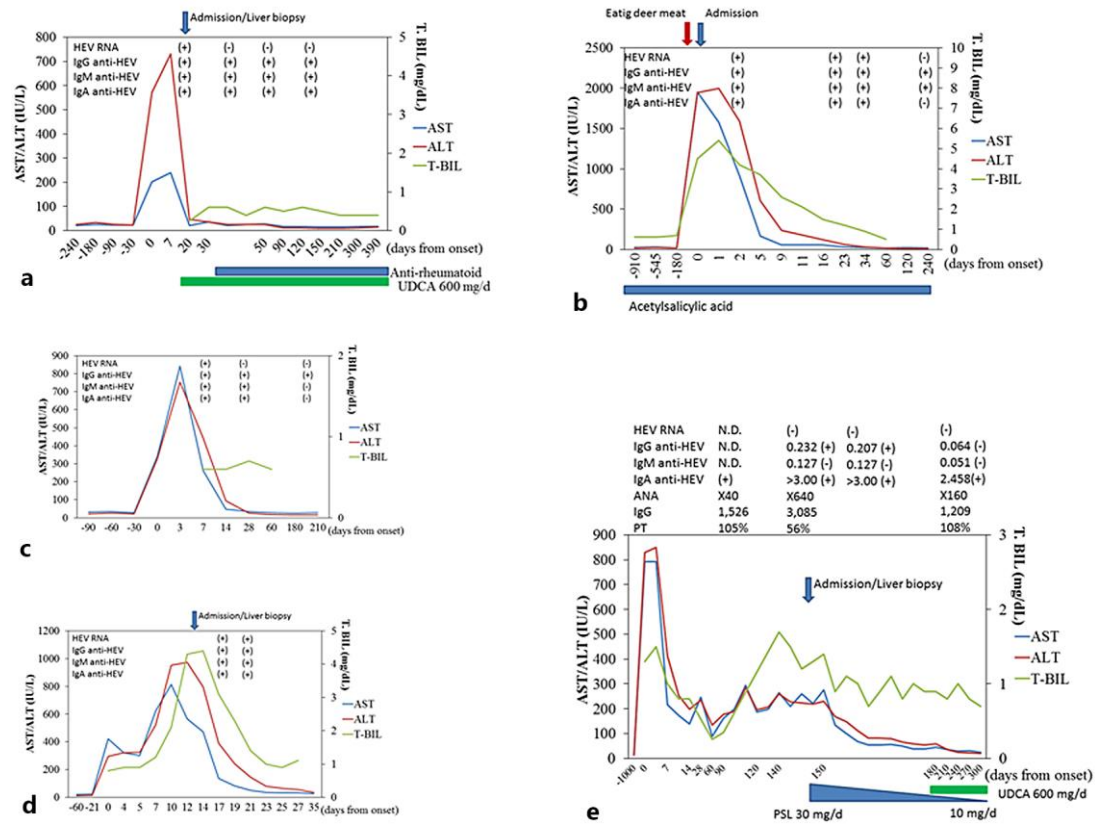 Admission/Liver biopsy
800 5
HEV RNA (+) (-) (-) (-)
700
IgG anti-HEV (+) (+) (+) (+)
IgM anti-HEV (+) (+) (+) (+)
4
600
IgA anti-HEV (+) (+) (+) (+)
500
3
400
AST
ALT
T-BIL
300
2
200
1
100
0 0
AST/ALT (IU/L)
T. BIL (mg/dL)
-240 -180 -90 -30 0 7 20 30 50 90 120 150 210 300 390 (days from onset)
Anti-rheumatoid
UDCA 600 mg/d
a
Eatig deer meat Admission
2500 10
HEV RNA (+) (+) (+) (-)
9
IgG anti-HEV (+) (+) (+) (+)
IgM anti-HEV (+) (+) (+) (+)
2000 8
IgA anti-HEV (+) (+) (+) (-)
7
1500 6
5
AST
ALT
T-BIL
1000 4
3
500 2
1
0 0
AST/ALT (IU/L)
T. BIL (mg/dL)
-910 -545 -180 0 1 2 5 9 11 16 23 34 60 120 240 (days from onset)
Acetylsalicylic acid
b
900 2
HEV RNA (+) (-) (-)
800
IgG anti-HEV (+) (+) (+)
IgM anti-HEV (+) (+) (-)
700
IgA anti-HEV (+) (+) (-)
600
500
AST
1
400
ALT
T-BIL
300
200
100
0 0
AST/ALT (IU/L)
T. BIL (mg/dL)
-90 -60 -30 0 3 7 14 28 60 180 210 (days from onset)
c
Admission/Liver biopsy
1200 5
HEV RNA (+) (+)
IgG anti-HEV (+) (+)
1000
IgM anti-HEV (+) (+)
4
IgA anti-HEV (+) (+)
800
3
AST
600
ALT
T-BIL
2
400
1
200
0 0
AST/ALT (IU/L)
T. BIL (mg/dL)
-60 -21 0 4 5 7 10 12 14 17 19 21 23 25 27 35 (days from onset)
d
HEV RNA N.D. (-) (-) (-)
IgG anti-HEV N.D. 0.232 (+) 0.207 (+) 0.064 (-)
IgM anti-HEV N.D. 0.127 (-) 0.127 (-) 0.051 (-)
IgA anti-HEV (+) >3.00 (+) >3.00 (+) 2.458(+)
ANA X40 X640 X160
IgG 1,526 3,085 1,209
PT 105% 56% 108%
900 3
800
Admission/Liver biopsy
700
600 2
500
AST
ALT
T-BIL
400
300 1
200
100
0 0
AST/ALT (IU/L)
T. BIL (mg/dL)
-1000 0 7 14 28 60 90 120 140 150 180 210 240 270 300 (days from onset)
UDCA 600 mg/d
PSL 30 mg/d 10 mg/d
e